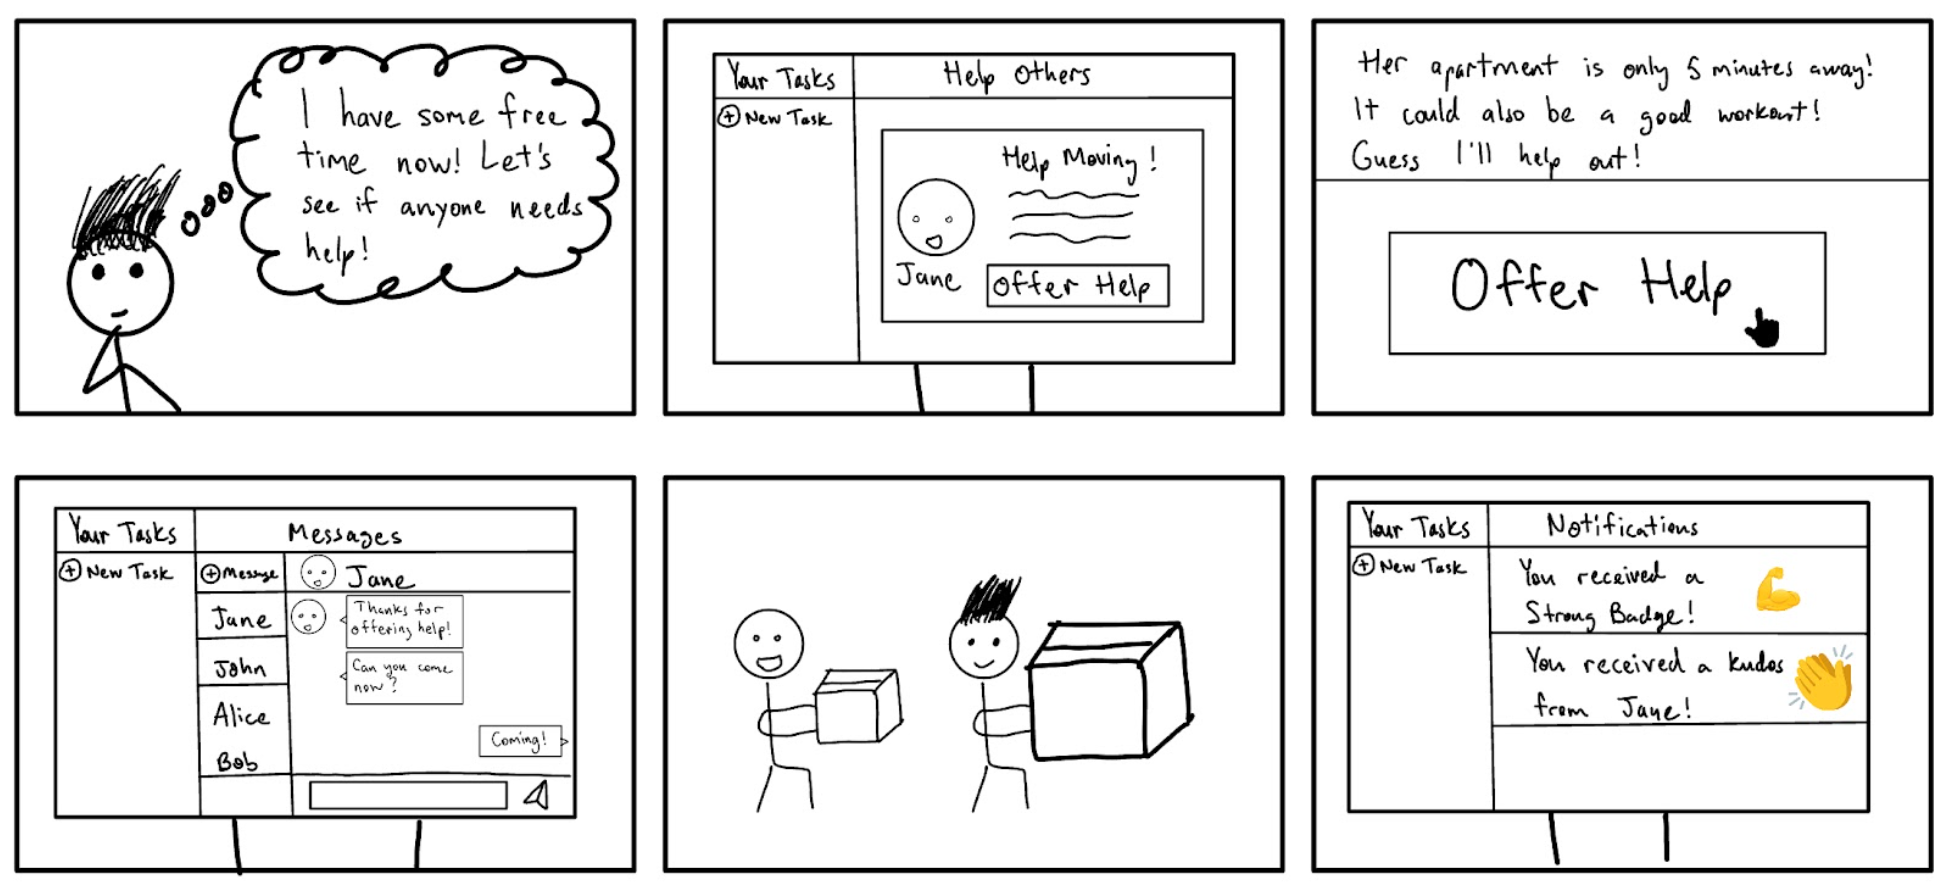 I have some free
time now! Let's
see if anyone needs
help!
Your Tasks
Help Others
+ New Task
Help Moving!
Jane
Offer Help
Her apartment is only 5 minutes away!
It could also be a good workout!
Guess I'll help out!
Offer Help
Your Tasks
Messages
+ New Task
+ Message
Jane
Jane
John
Alice
Bob
Thanks for
offering help!
Can you come
now?
Coming!
Your Tasks
Notifications
+ New Task
You received a
Strong Badge!
You received a kudos
from Jane!